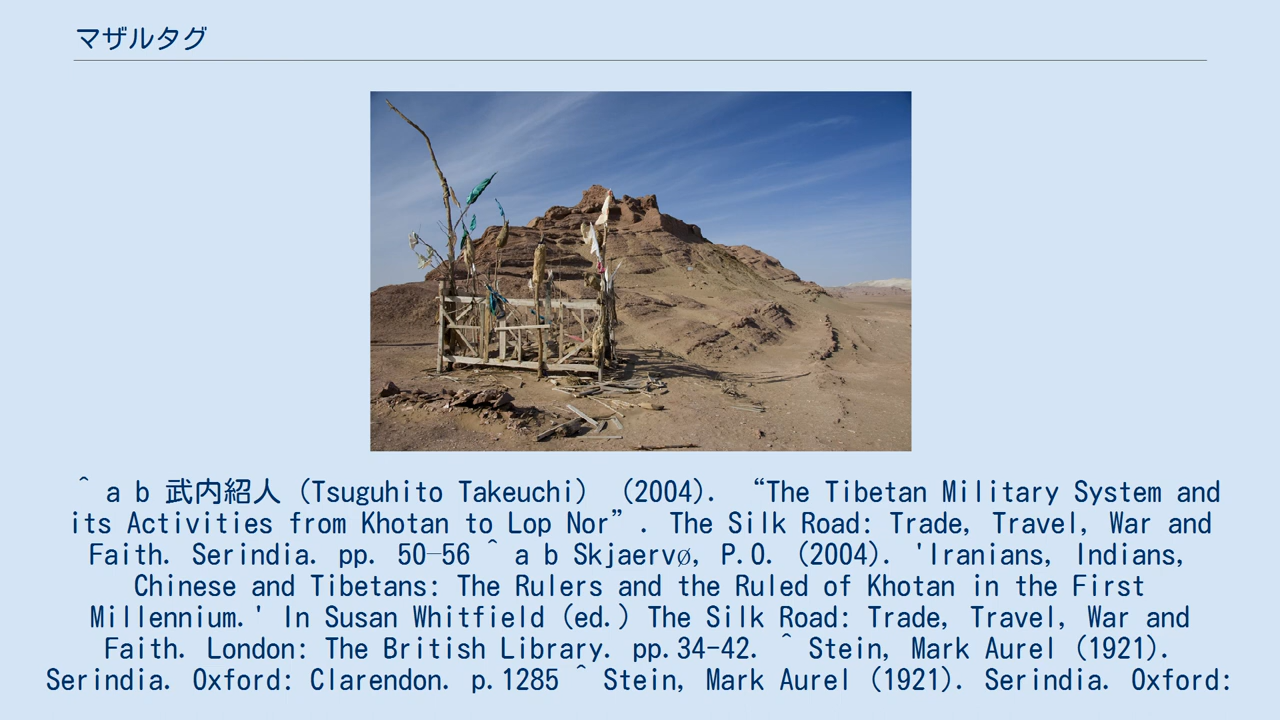 マザルタグ
^ a b 武内紹人 (Tsuguhito Takeuchi) (2004). “The Tibetan Military System and
its Activities from Khotan to Lop Nor”. The Silk Road: Trade, Travel, War and
Faith. Serindia. pp. 50–56 ^ a b Skjaervø, P.O. (2004). 'Iranians, Indians,
Chinese and Tibetans: The Rulers and the Ruled of Khotan in the First
Millennium.' In Susan Whitfield (ed.) The Silk Road: Trade, Travel, War and
Faith. London: The British Library. pp.34-42. ^ Stein, Mark Aurel (1921).
Serindia. Oxford: Clarendon. p.1285 ^ Stein, Mark Aurel (1921). Serindia. Oxford: